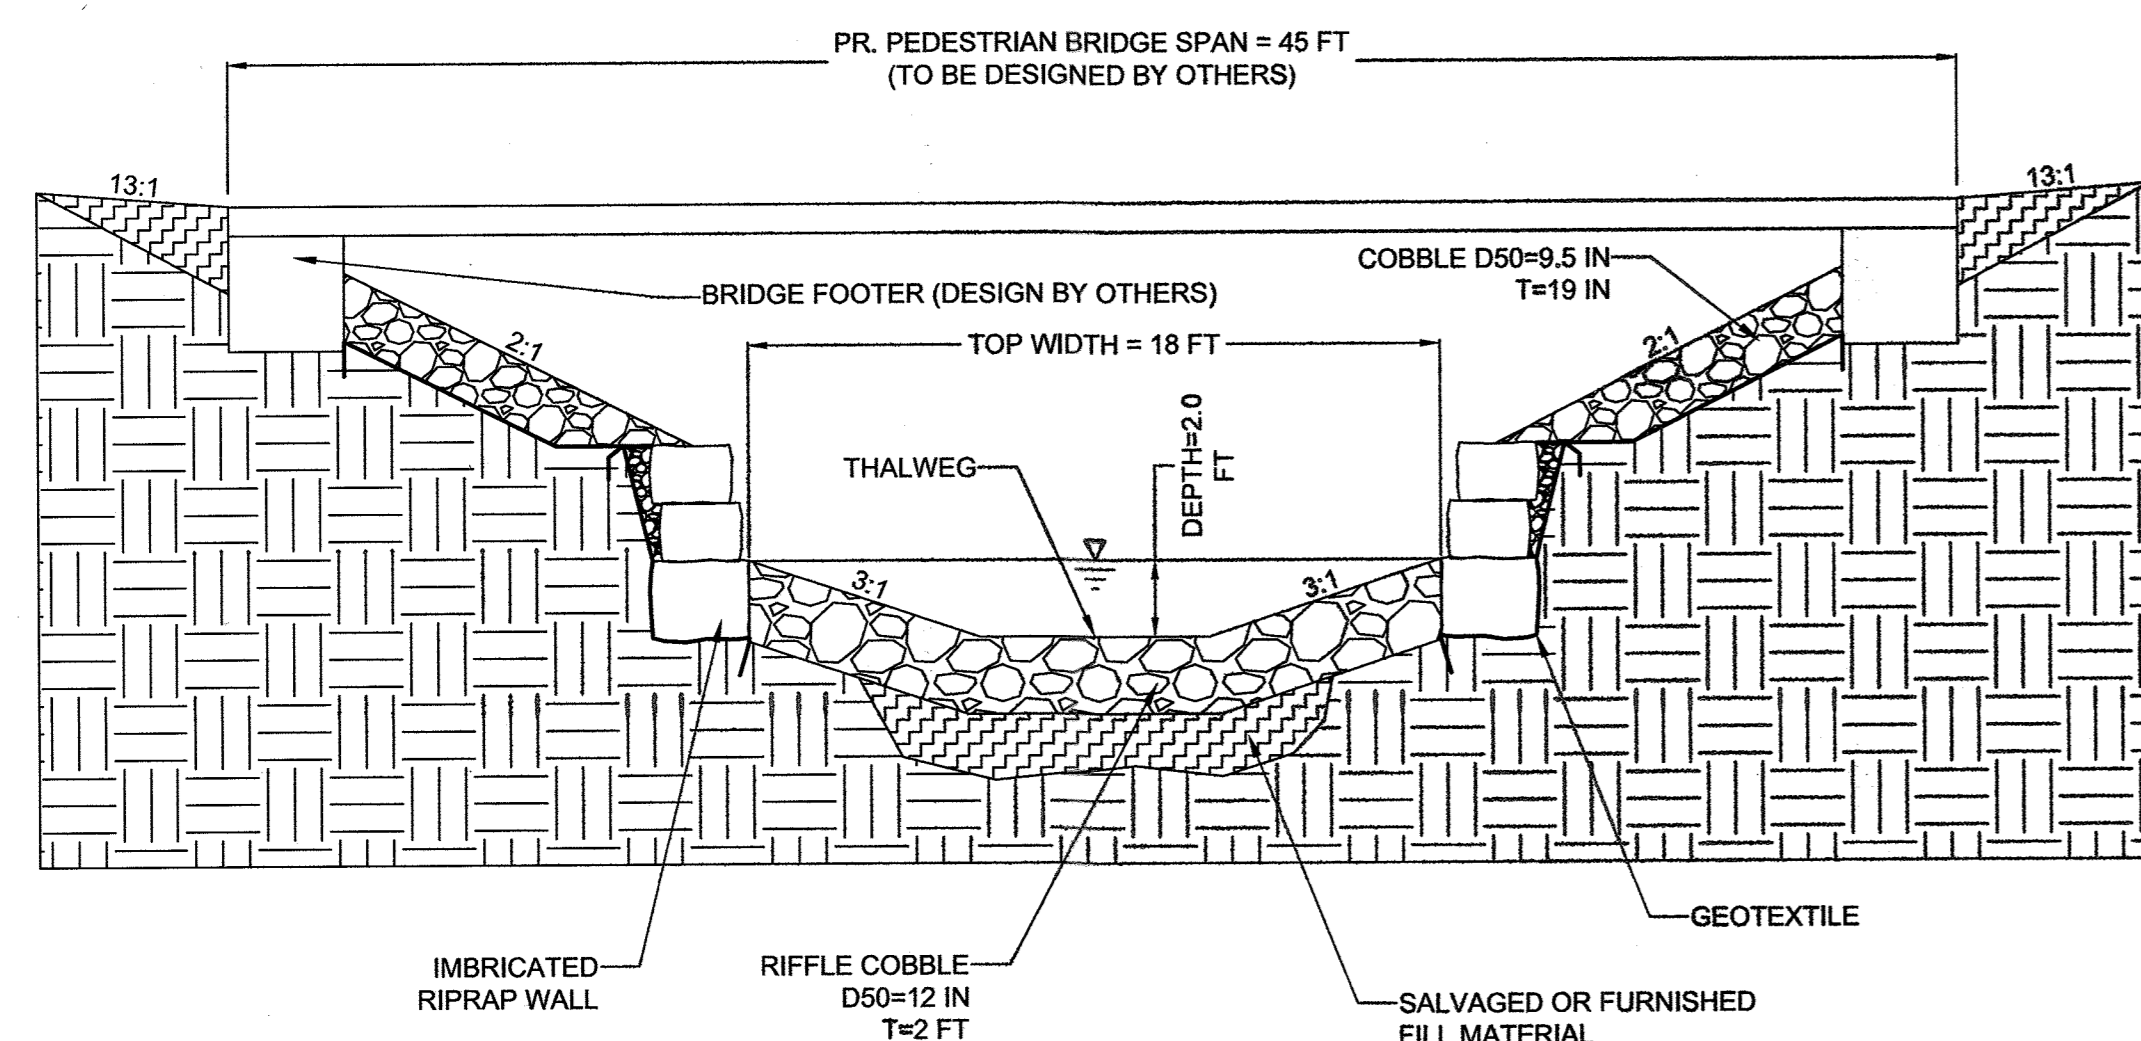 PR. PEDESTRIAN BRIDGE SPAN = 45 FT
(TO BE DESIGNED BY OTHERS)
13:1
13:1
COBBLE D50=9.5 IN
T=19 IN
BRIDGE FOOTER (DESIGN BY OTHERS)
TOP WIDTH = 18 FT
2:1
2:1
DEPTH=2.0
FT
THALWEG
3:1
3:1
GEOTEXTILE
IMBRICATED
RIPRAP WALL
RIFFLE COBBLE
D50=12 IN
T=2 FT
SALVAGED OR FURNISHED
FILL MATERIAL